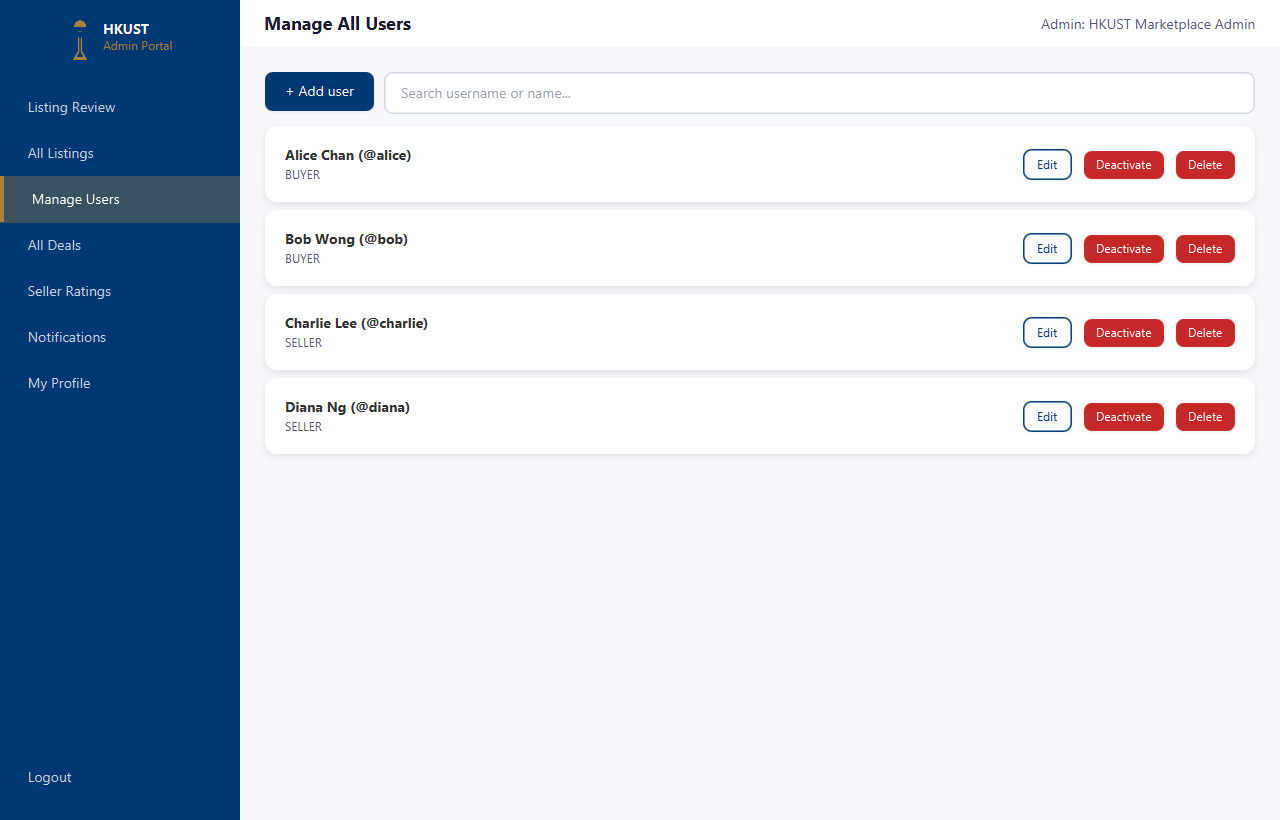 HKUST
Admin Portal
Manage All Users
Admin: HKUST Marketplace Admin
Listing Review
All Listings
Manage Users
All Deals
Seller Ratings
Notifications
My Profile
Logout
+ Add user
Search username or name...
Alice Chan (@alice)
BUYER
Edit Deactivate Delete
Bob Wong (@bob)
BUYER
Edit Deactivate Delete
Charlie Lee (@charlie)
SELLER
Edit Deactivate Delete
Diana Ng (@diana)
SELLER
Edit Deactivate Delete